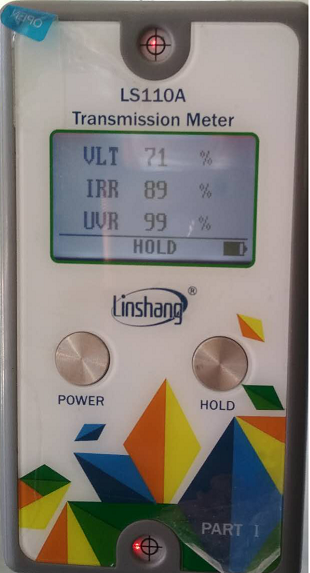 LS110A
Transmission Meter
VLT 71 %
IRR 89 %
UVR 99 %
HOLD
Linshang®
POWER
HOLD
PART 1